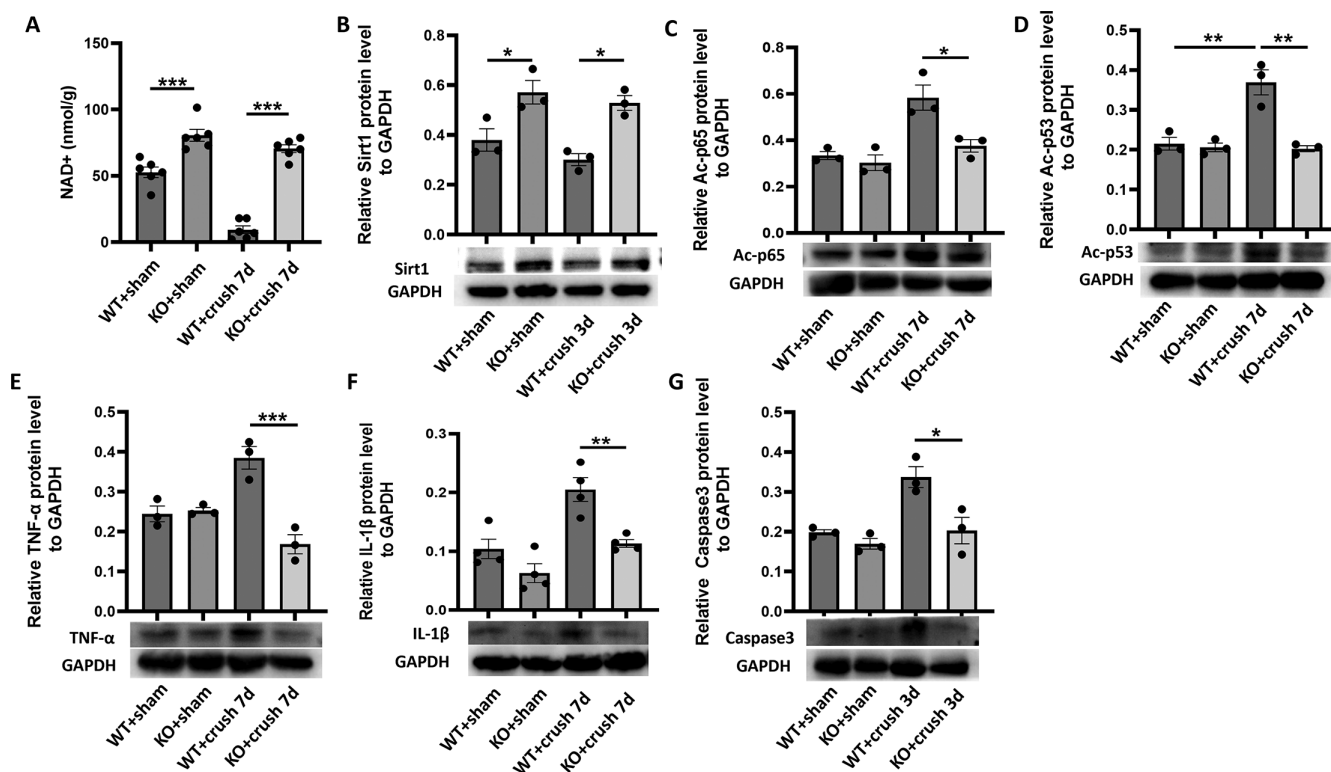 A
NAD+ (nmol/g)
150
100
50
0
***
***
WT+sham
KO+sham
WT+crush 7d
KO+crush 7d
B
Relative Sirt1 protein level
to GAPDH
0.8
0.6
0.4
0.2
0.0
*
*
Sirt1
GAPDH
WT+sham
KO+sham
WT+crush 3d
KO+crush 3d
C
Relative Ac-p65 protein level
to GAPDH
0.8
0.6
0.4
0.2
0.0
*
Ac-p65
GAPDH
WT+sham
KO+sham
WT+crush 7d
KO+crush 7d
D
Relative Ac-p53 protein level
to GAPDH
0.5
0.4
0.3
0.2
0.1
0.0
**
**
Ac-p53
GAPDH
WT+sham
KO+sham
WT+crush 7d
KO+crush 7d
E
Relative TNF-α protein level
to GAPDH
0.5
0.4
0.3
0.2
0.1
0.0
***
TNF-α
GAPDH
WT+sham
KO+sham
WT+crush 7d
KO+crush 7d
F
Relative IL-1β protein level
to GAPDH
0.3
0.2
0.1
0.0
**
IL-1β
GAPDH
WT+sham
KO+sham
WT+crush 7d
KO+crush 7d
G
Relative Caspase3 protein level
to GAPDH
0.5
0.4
0.3
0.2
0.1
0.0
*
Caspase3
GAPDH
WT+sham
KO+sham
WT+crush 3d
KO+crush 3d